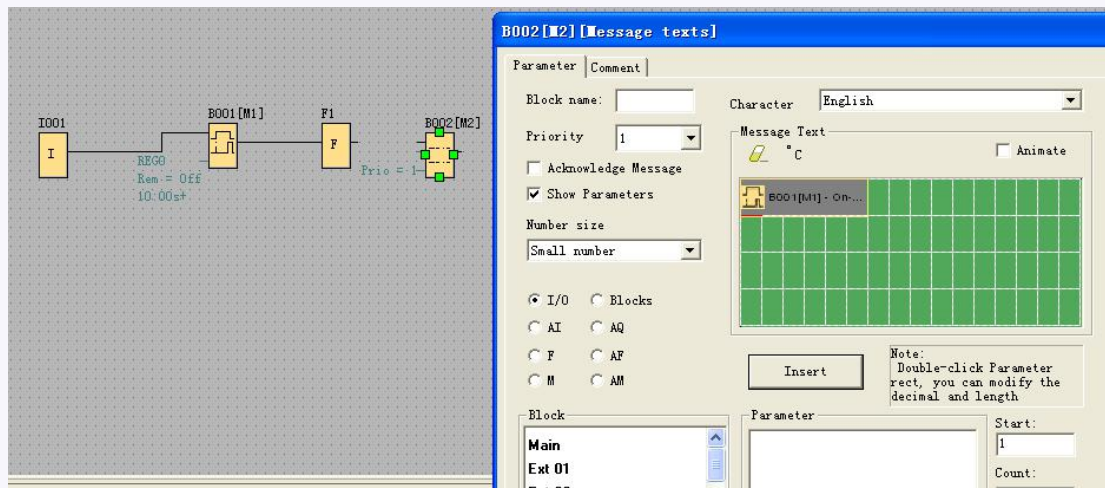 B002[M2][Message texts]
Parameter
Comment
Block name:
Character
English
Priority
1
Message Text
°C
Animate
Acknowledge Message
Show Parameters
B001[M1] - On-...
Number size
Small number
I/O
Blocks
AI
AQ
F
AF
M
AM
Insert
Note:
Double-click Parameter
rect, you can modify the
decimal and length
Block
Main
Ext 01
Parameter
Start:
1
Count:
I001
I
B001[M1]
REG0
Rem = Off
10:00s+
F1
F
B002[M2]
Prio = 1